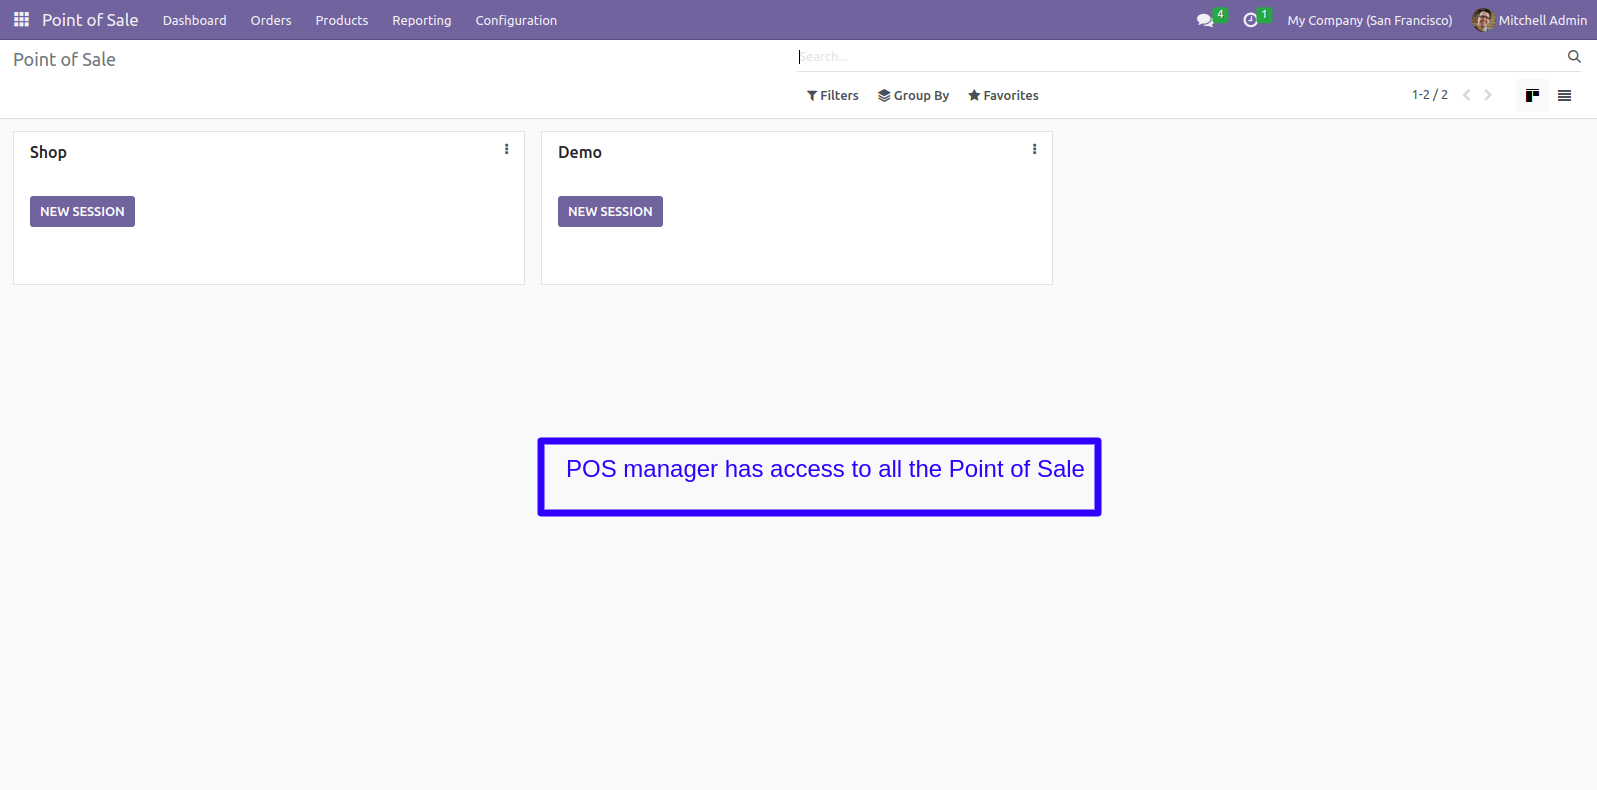 Point of Sale Dashboard Orders Products Reporting Configuration 4 1 My Company (San Francisco) Mitchell Admin
Point of Sale Search...
Filters Group By Favorites 1-2 / 2
Shop Demo
NEW SESSION NEW SESSION
POS manager has access to all the Point of Sale